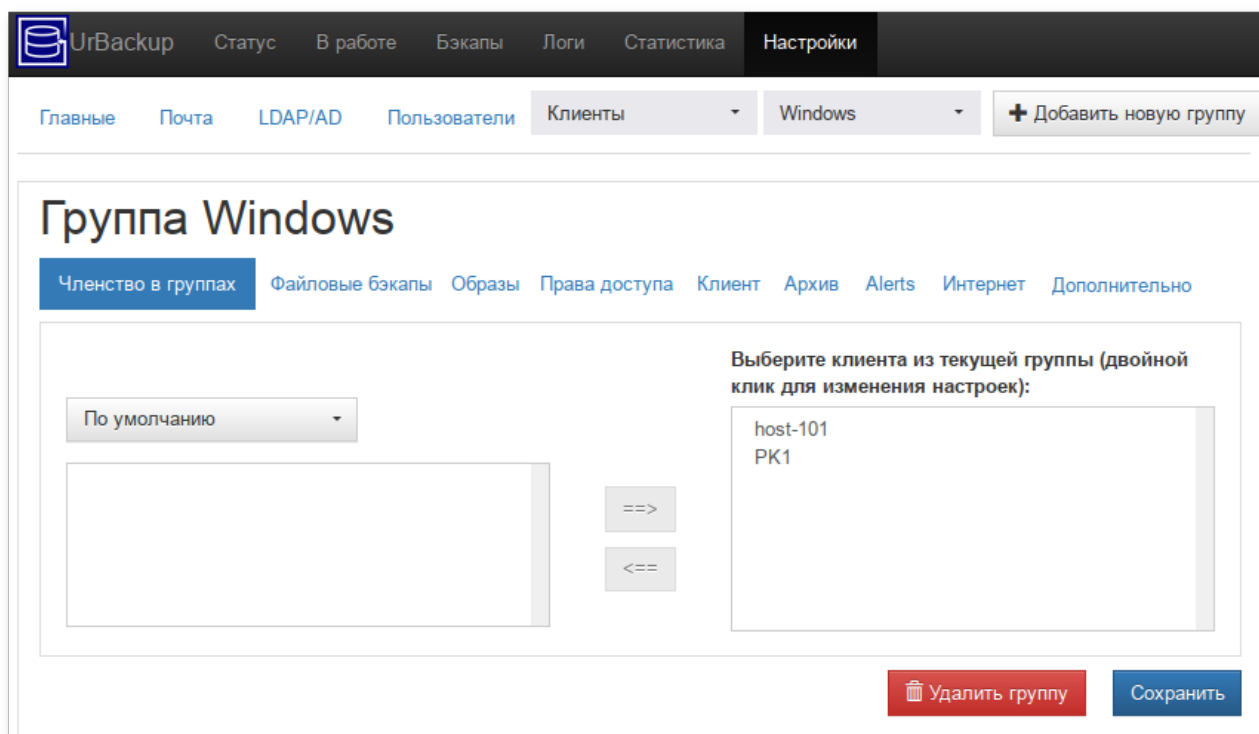 UrBackup Статус В работе Бэкапы Логи Статистика Настройки
Главные Почта LDAP/AD Пользователи Клиенты Windows Добавить новую группу
Группа Windows
Членство в группах Файловые бэкапы Образы Права доступа Клиент Архив Alerts Интернет Дополнительно
Выберите клиента из текущей группы (двойной
клик для изменения настроек):
По умолчанию
host-101
PK1
==>
<==
Удалить группу Сохранить